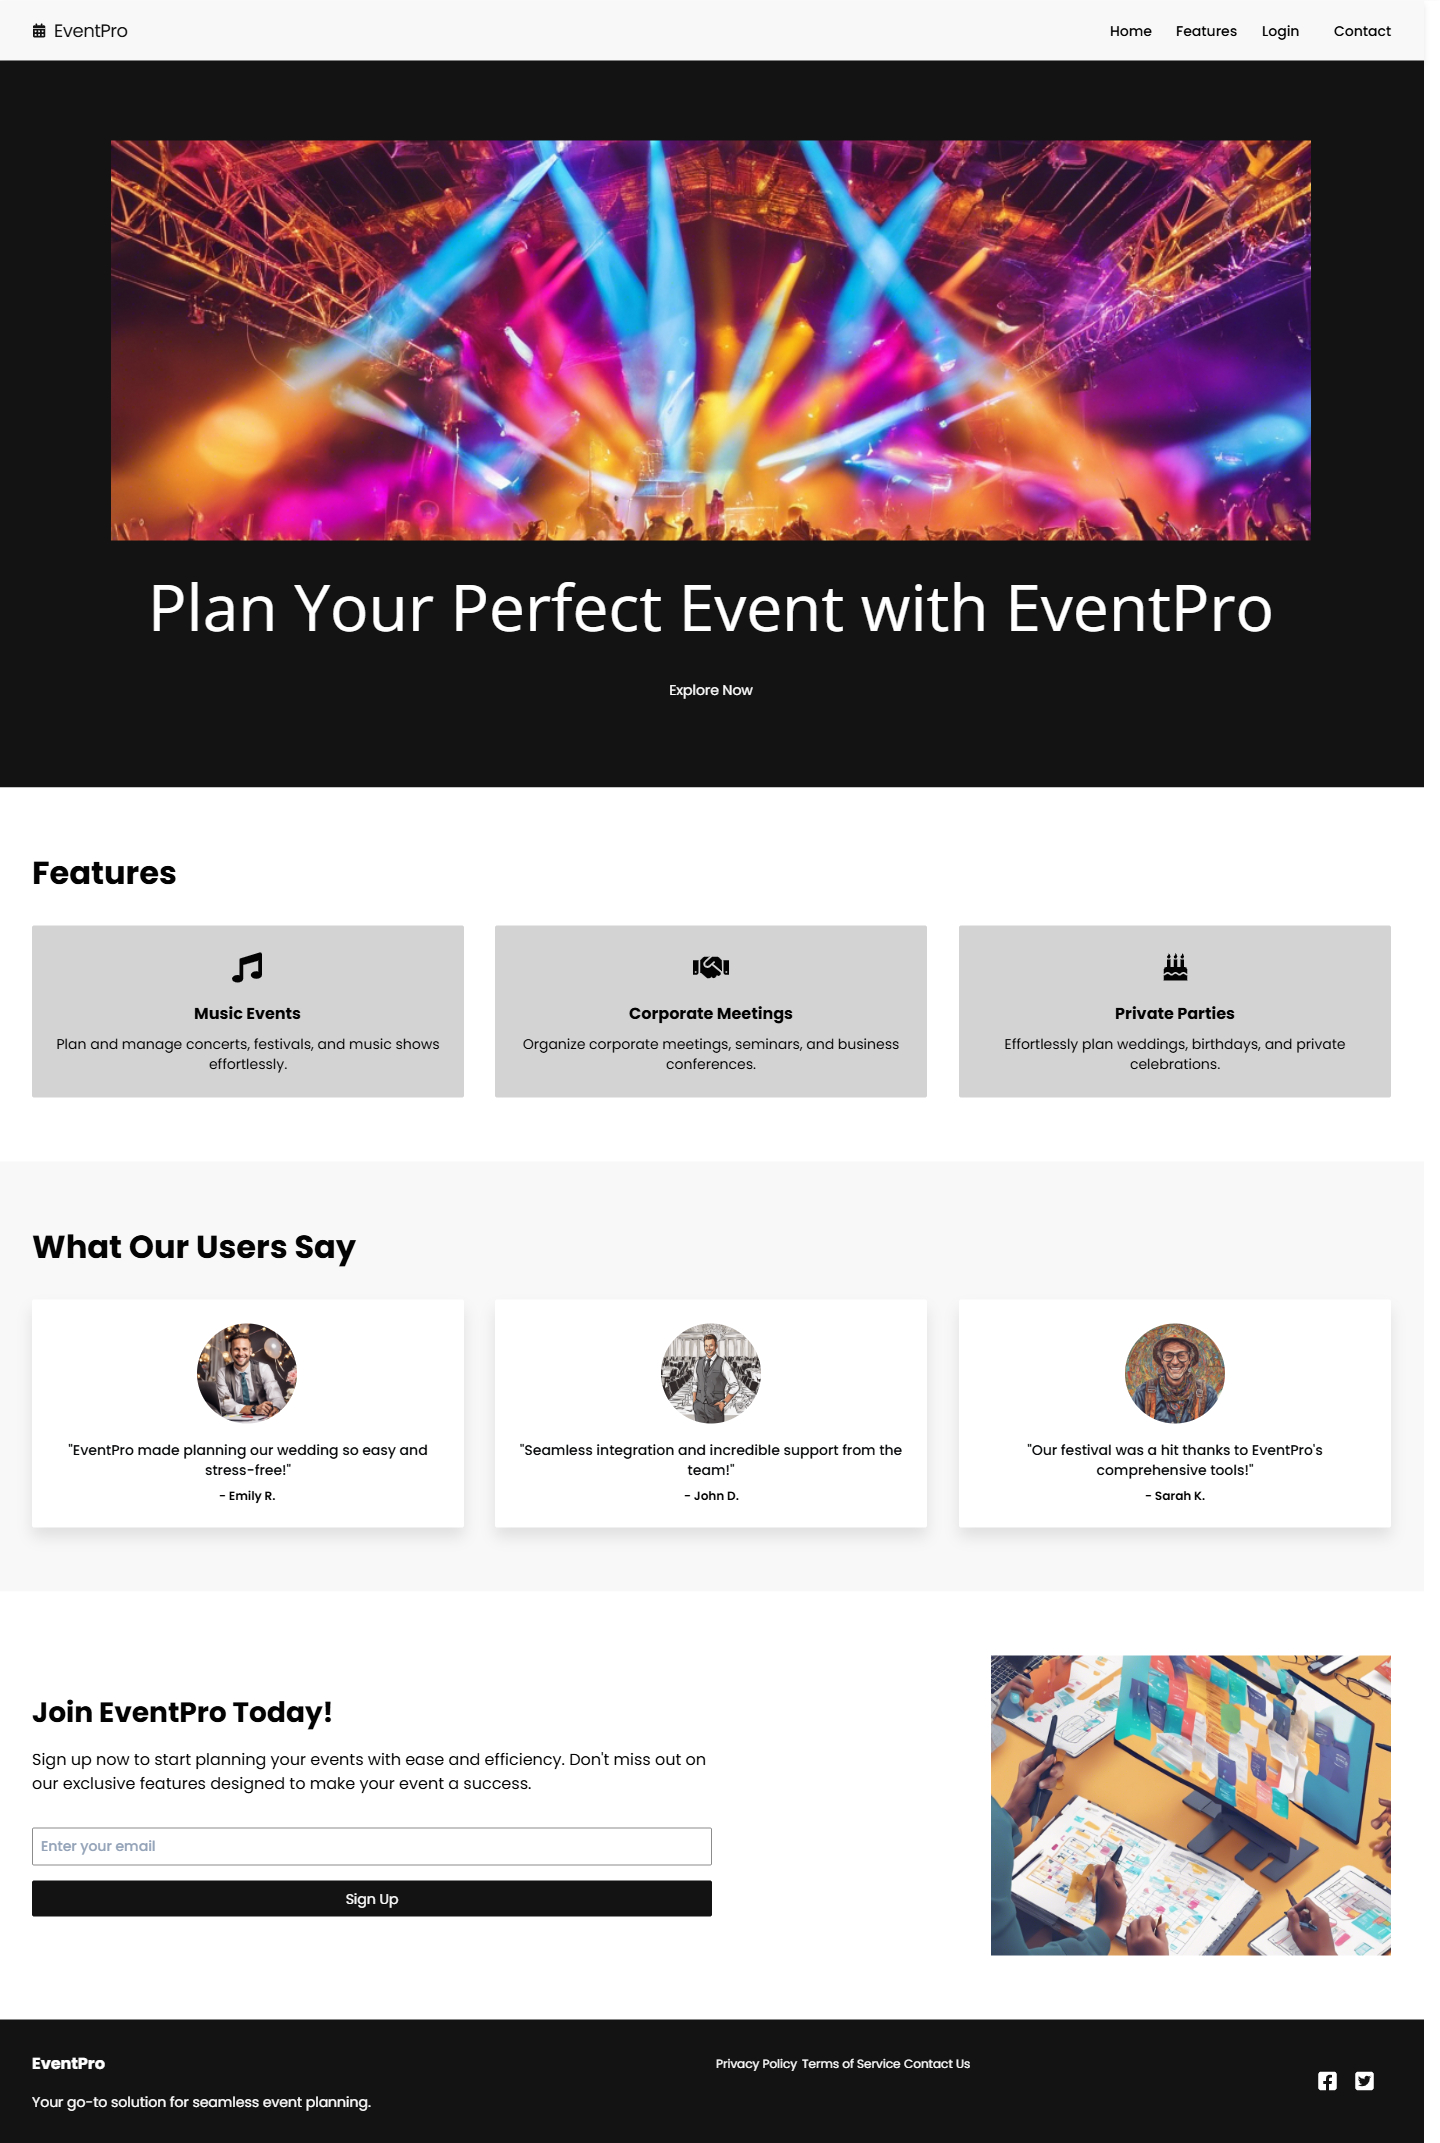 EventPro
Home Features Login Contact
Plan Your Perfect Event with EventPro
Explore Now
Features
Music Events
Plan and manage concerts, festivals, and music shows
effortlessly.
Corporate Meetings
Organize corporate meetings, seminars, and business
conferences.
Private Parties
Effortlessly plan weddings, birthdays, and private
celebrations.
What Our Users Say
"EventPro made planning our wedding so easy and
stress-free!"
- Emily R.
"Seamless integration and incredible support from the
team!"
- John D.
"Our festival was a hit thanks to EventPro's
comprehensive tools!"
- Sarah K.
Join EventPro Today!
Sign up now to start planning your events with ease and efficiency. Don't miss out on
our exclusive features designed to make your event a success.
Enter your email
Sign Up
EventPro
Your go-to solution for seamless event planning.
Privacy Policy Terms of Service Contact Us